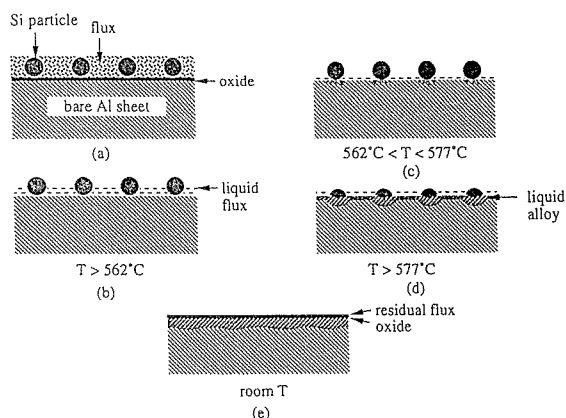 Si particle
flux
oxide
bare Al sheet
(a)
562°C < T < 577°C
(c)
liquid
flux
T > 562°C
(b)
liquid
alloy
T > 577°C
(d)
residual flux
oxide
room T
(e)